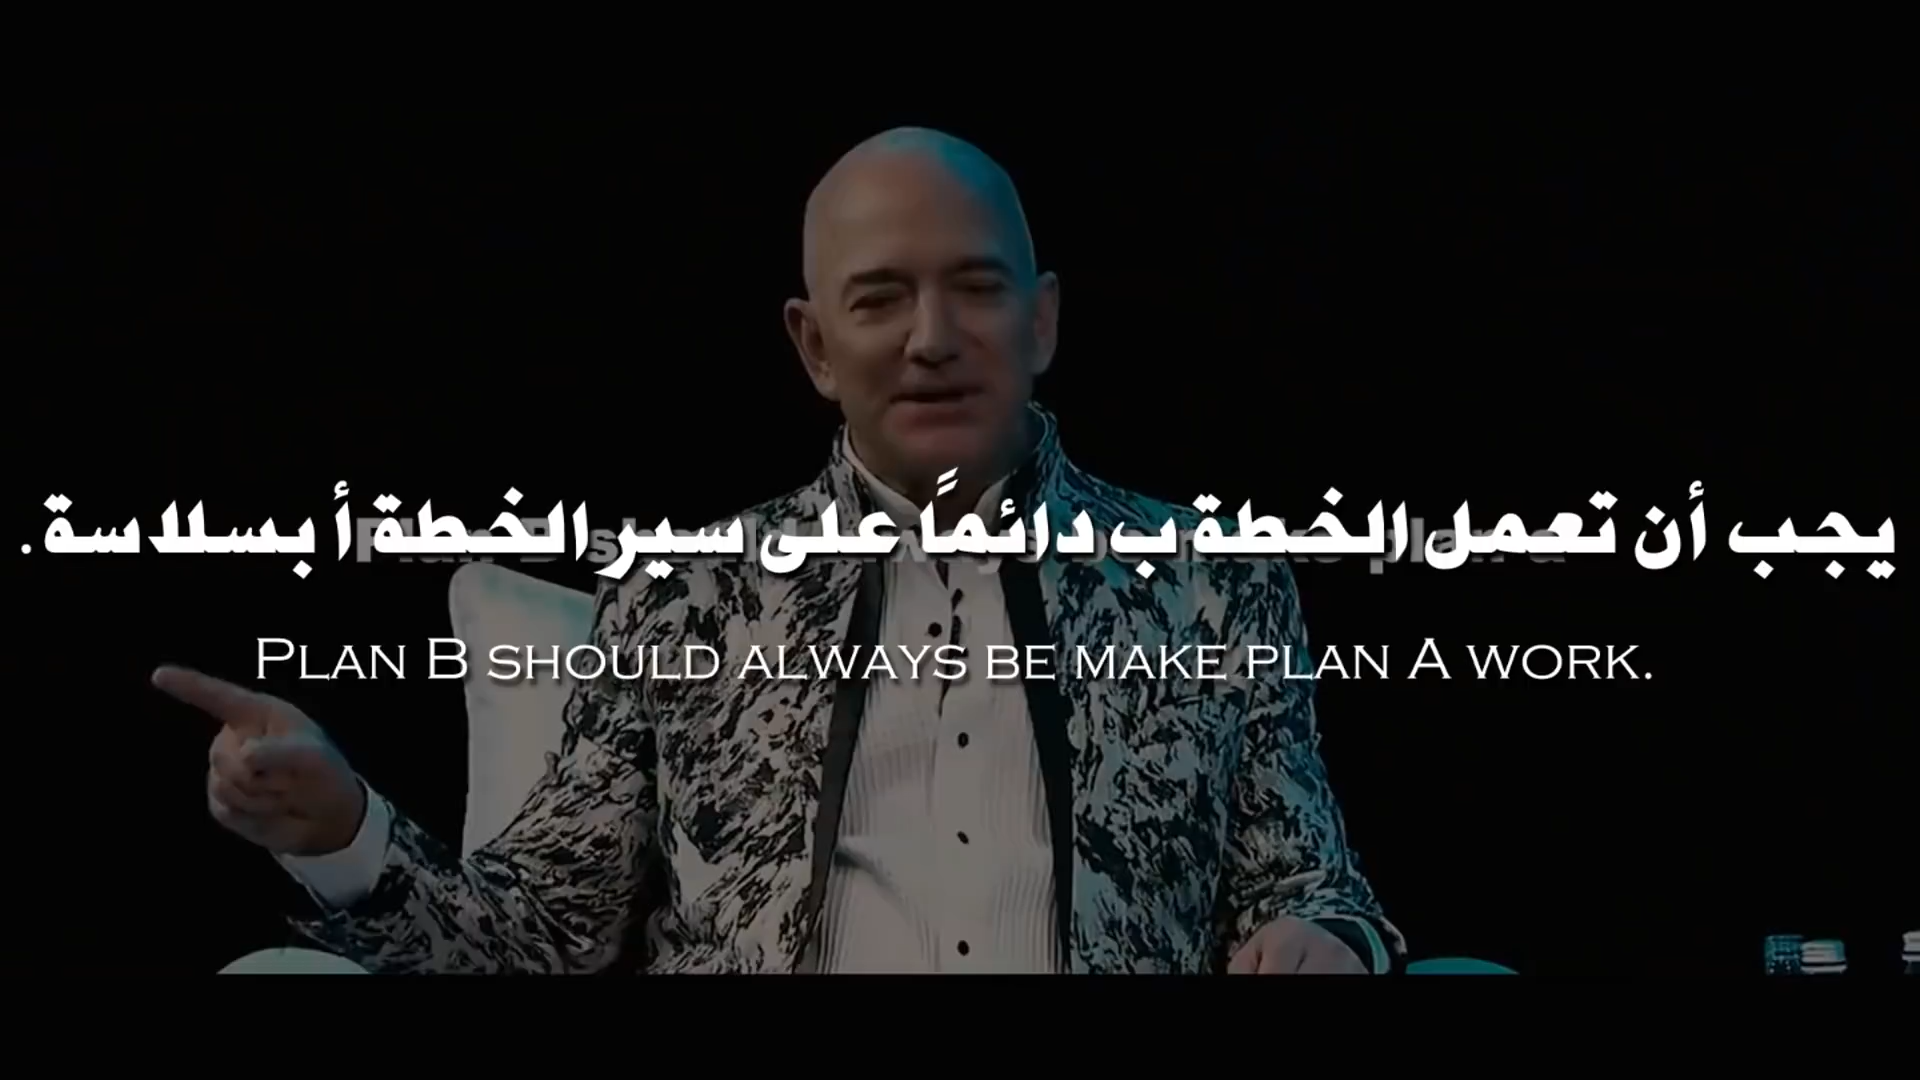 يجب أن تعمل الخطة ب دائماً على سير الخطة أ بسلاسة.
PLAN B SHOULD ALWAYS BE MAKE PLAN A WORK.